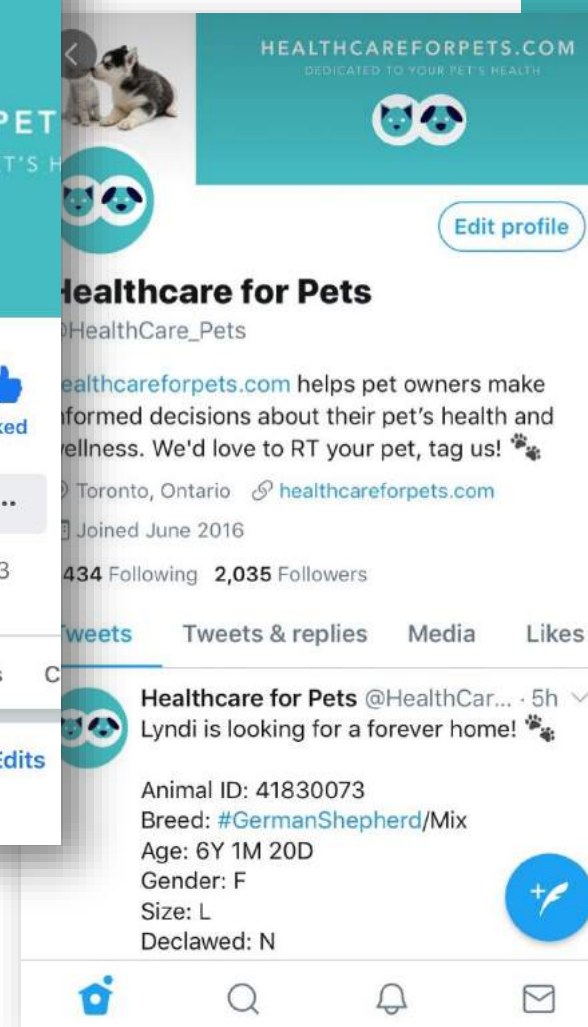 PET
T'S H
ked
...
3
s C
Edits
HEALTHCAREFORPETS.COM
DEDICATED TO YOUR PET'S HEALTH
Edit profile
Healthcare for Pets
@HealthCare_Pets
ealthcareforpets.com helps pet owners make
nformed decisions about their pet's health and
ellness. We'd love to RT your pet, tag us! 🐾
Toronto, Ontario healthcareforpets.com
Joined June 2016
434 Following 2,035 Followers
Tweets Tweets & replies Media Likes
Healthcare for Pets @HealthCar... · 5h
Lyndi is looking for a forever home! 🐾
Animal ID: 41830073
Breed: #GermanShepherd/Mix
Age: 6Y 1M 20D
Gender: F
Size: L
Declawed: N